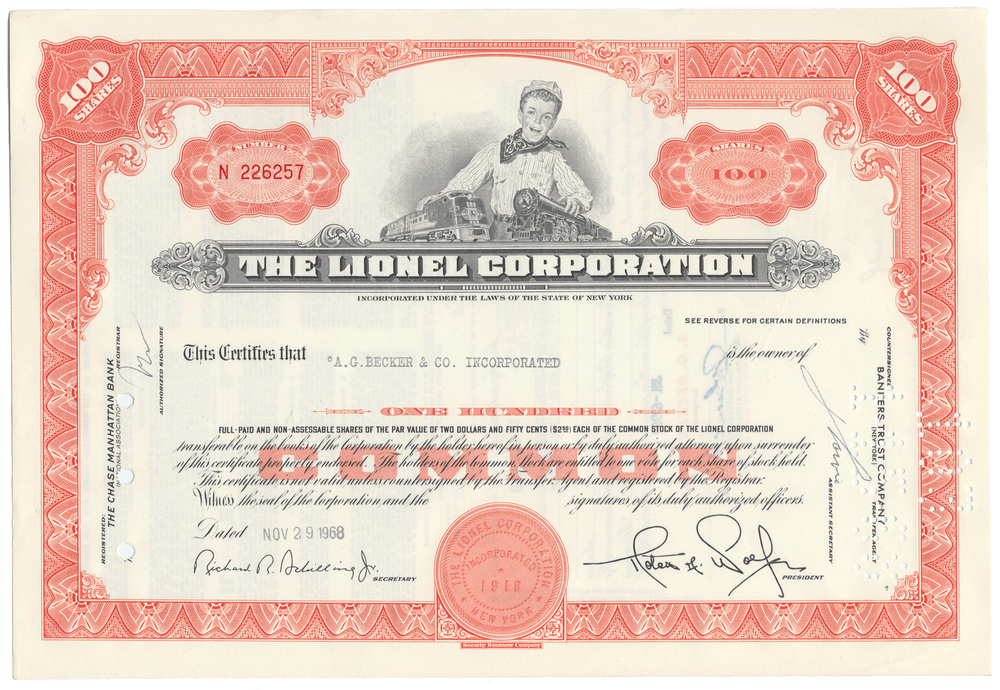 100
SHARES
100
SHARES
NUMBER
N 226257
SHARES
100
THE LIONEL CORPORATION
INCORPORATED UNDER THE LAWS OF THE STATE OF NEW YORK
SEE REVERSE FOR CERTAIN DEFINITIONS
This Certifies that
A.G.BECKER & CO. INCORPORATED
is the owner of
ONE HUNDRED
FULL-PAID AND NON-ASSESSABLE SHARES OF THE PAR VALUE OF TWO DOLLARS AND FIFTY CENTS ($2.50) EACH OF THE COMMON STOCK OF THE LIONEL CORPORATION
transferable on the books of the Corporation by the holder hereof in person or by duly authorized attorney upon surrender
of this certificate properly endorsed. The holders of the Common Stock are entitled to one vote for each share of stock held.
COMMON
This certificate is not valid until countersigned by the Transfer Agent and registered by the Registrar.
Witness the seal of the Corporation and the signatures of its duly authorized officers.
Dated NOV 29 1968
Richard R. Schilling Jr.
SECRETARY
PRESIDENT
THE LIONEL CORPORATION
INCORPORATED
NEW YORK
Security Banknote Company
REGISTERED:
THE CHASE MANHATTAN BANK
REGISTRAR
AUTHORIZED SIGNATURE
COUNTERSIGNED
BANKERS TRUST COMPANY
(NEW YORK)
TRANSFER AGENT
By
ASSISTANT SECRETARY